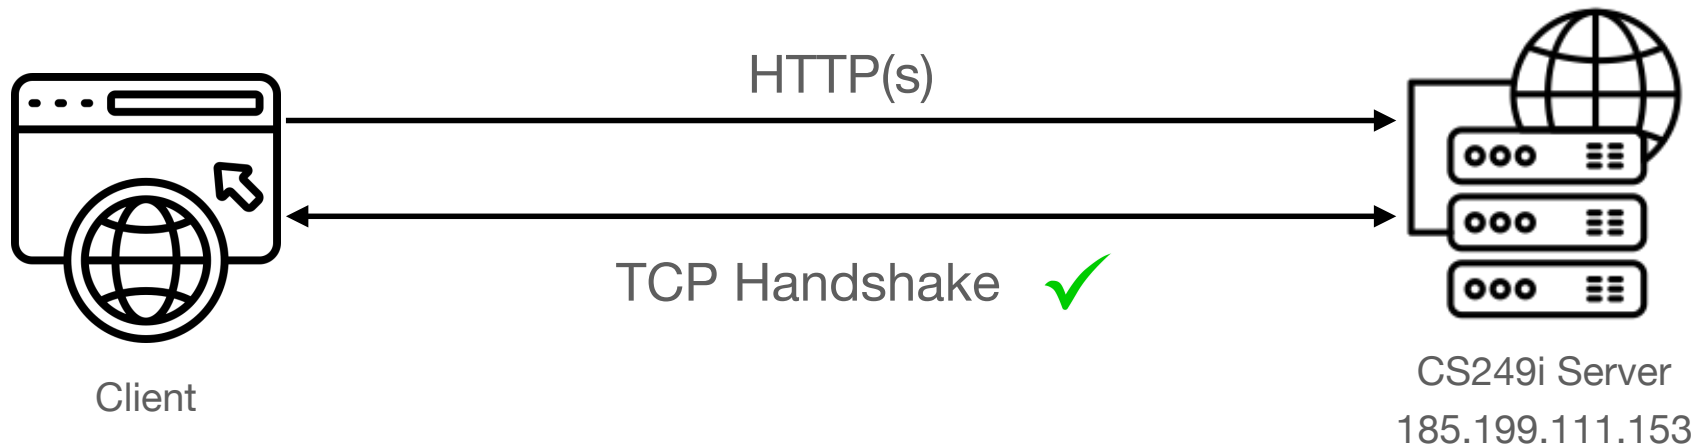 HTTP(s)
TCP Handshake
Client
CS249i Server
185.199.111.153